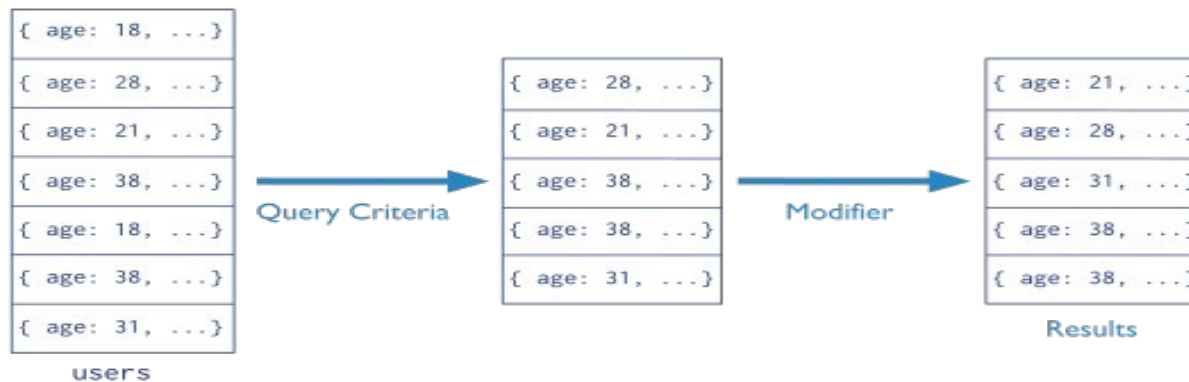 { age: 18, ...}
{ age: 28, ...}
{ age: 21, ...}
{ age: 38, ...}
{ age: 18, ...}
{ age: 38, ...}
{ age: 31, ...}
users
Query Criteria
{ age: 28, ...}
{ age: 21, ...}
{ age: 38, ...}
{ age: 38, ...}
{ age: 31, ...}
Modifier
{ age: 21, ...}
{ age: 28, ...}
{ age: 31, ...}
{ age: 38, ...}
{ age: 38, ...}
Results